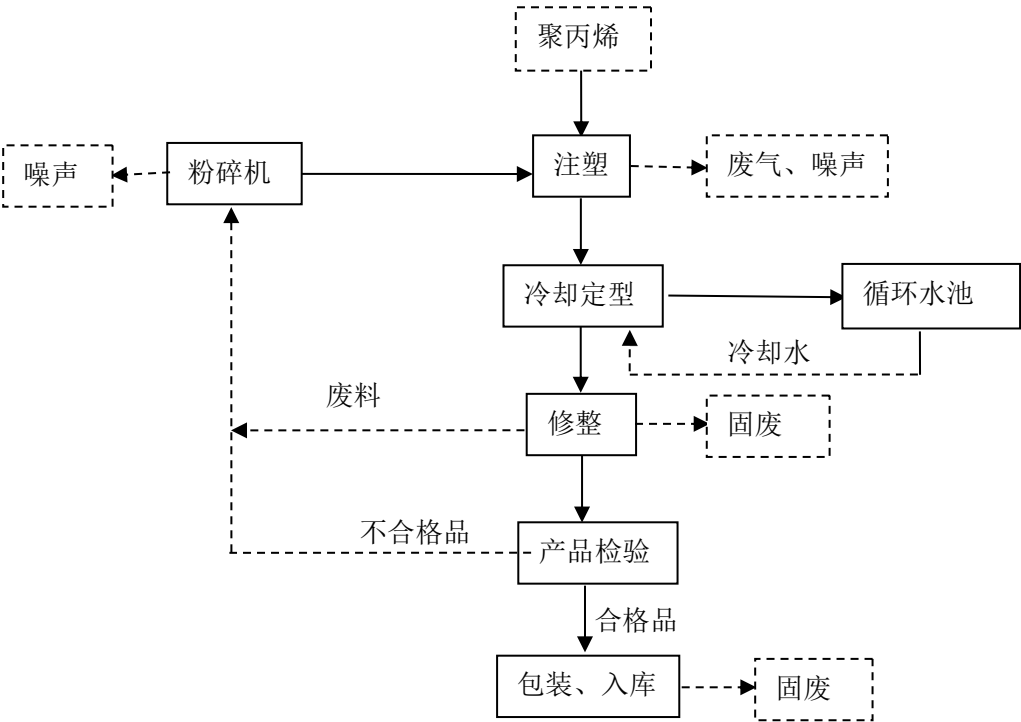 聚丙烯
噪声
粉碎机
注塑
废气、噪声
冷却定型
循环水池
冷却水
废料
修整
固废
不合格品
产品检验
合格品
包装、入库
固废